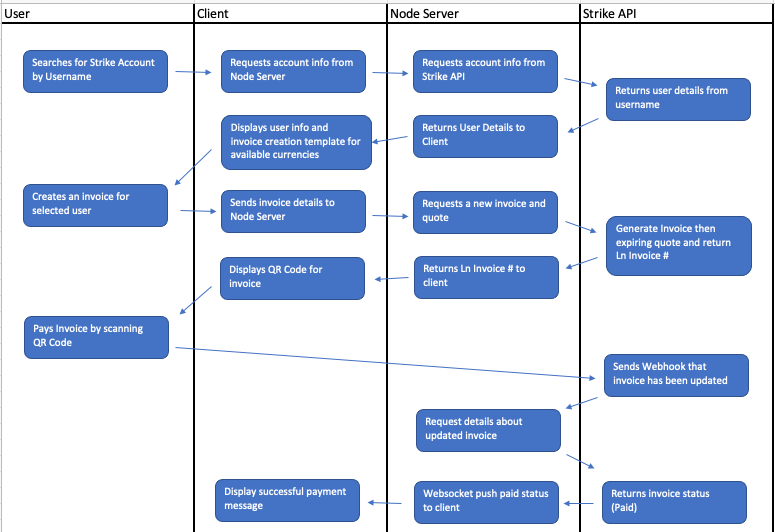 User
Client
Node Server
Strike API
Searches for Strike Account
by Username
Requests account info from
Node Server
Requests account info from
Strike API
Returns user details from
username
Returns User Details to
Client
Displays user info and
invoice creation template for
available currencies
Creates an invoice for
selected user
Sends invoice details to
Node Server
Requests a new invoice and
quote
Generate Invoice then
expiring quote and return
Ln Invoice #
Returns Ln Invoice # to
client
Displays QR Code for
invoice
Pays Invoice by scanning
QR Code
Sends Webhook that
invoice has been updated
Request details about
updated invoice
Returns invoice status
(Paid)
Websocket push paid status
to client
Display successful payment
message